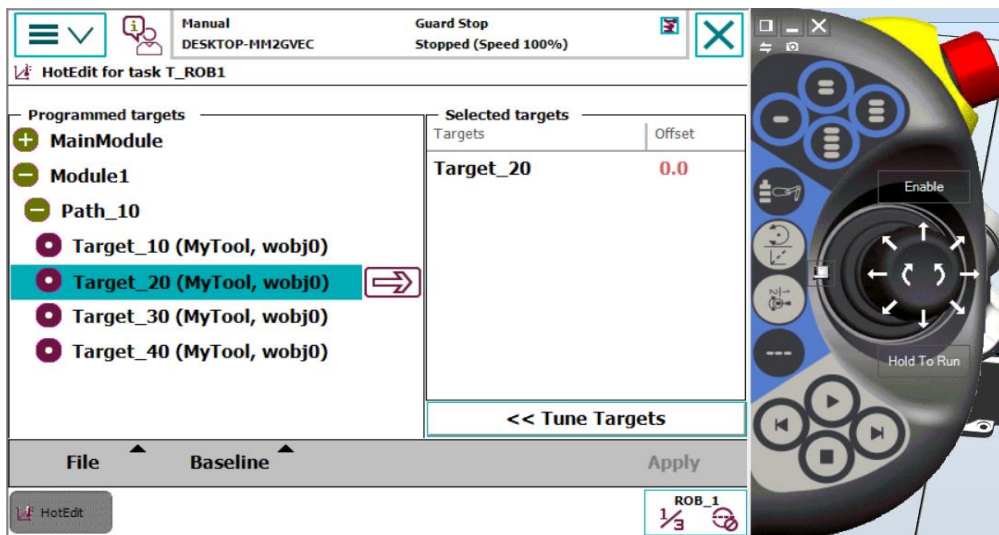 Manual
DESKTOP-MM2GVEC
Guard Stop
Stopped (Speed 100%)
HotEdit for task T_ROB1
Programmed targets
MainModule
Module1
Path_10
Target_10 (MyTool, wobj0)
Target_20 (MyTool, wobj0)
Target_30 (MyTool, wobj0)
Target_40 (MyTool, wobj0)
Selected targets
Targets Offset
Target_20 0.0
<< Tune Targets
File Baseline Apply
HotEdit
ROB_1
1/3
Enable
Hold To Run